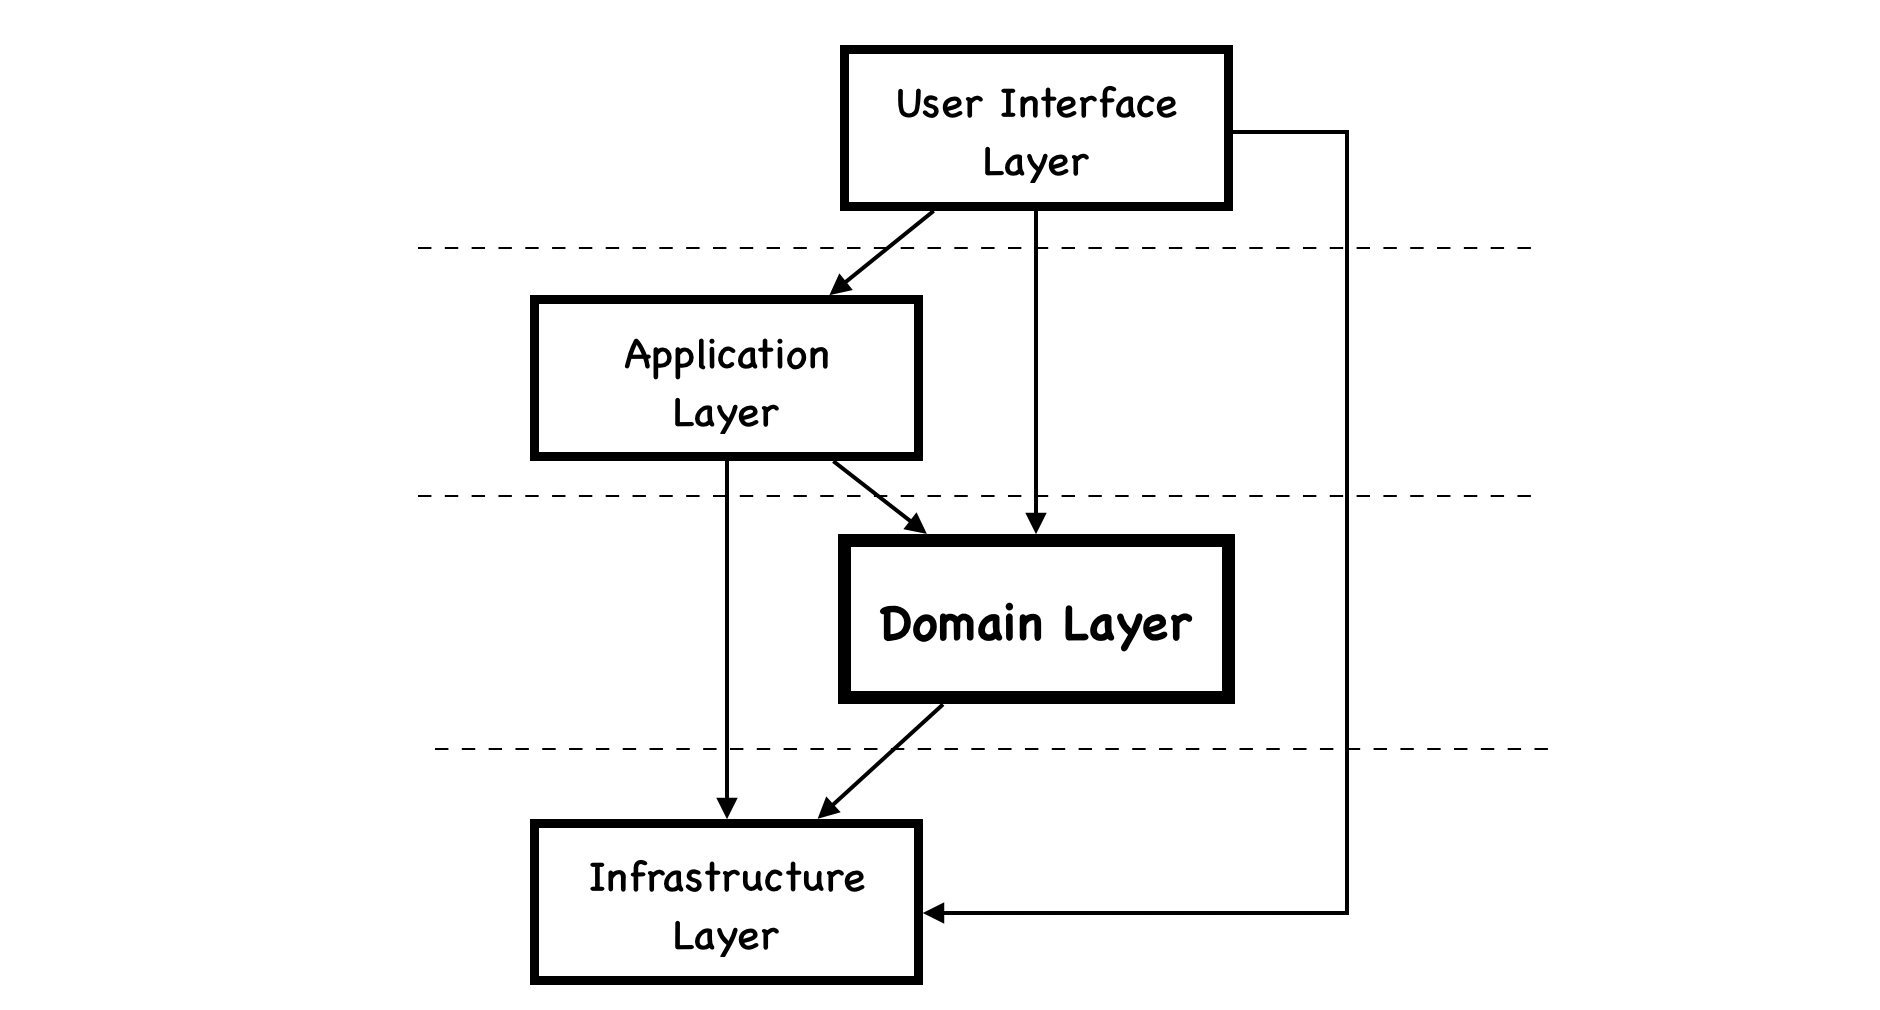 User Interface
Layer
Application
Layer
Domain Layer
Infrastructure
Layer